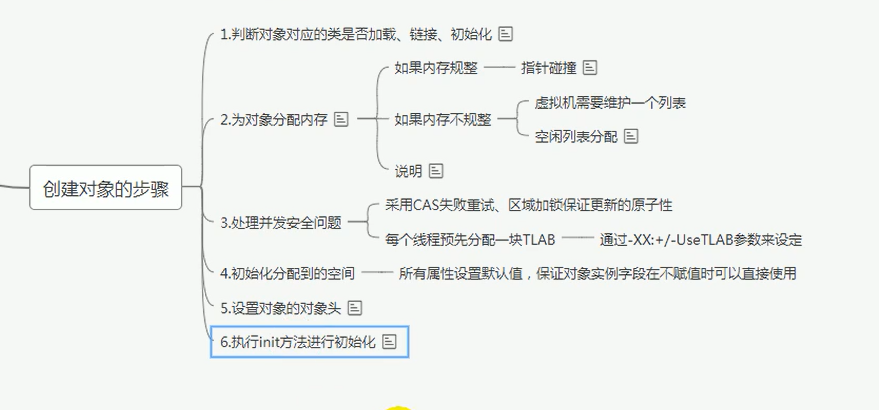 创建对象的步骤
1.判断对象对应的类是否加载、链接、初始化
2.为对象分配内存
如果内存规整
指针碰撞
如果内存不规整
虚拟机需要维护一个列表
空闲列表分配
说明
3.处理并发安全问题
采用CAS失败重试、区域加锁保证更新的原子性
每个线程预先分配一块TLAB
通过-XX:+/-UseTLAB参数来设定
4.初始化分配到的空间
所有属性设置默认值，保证对象实例字段在不赋值时可以直接使用
5.设置对象的对象头
6.执行init方法进行初始化